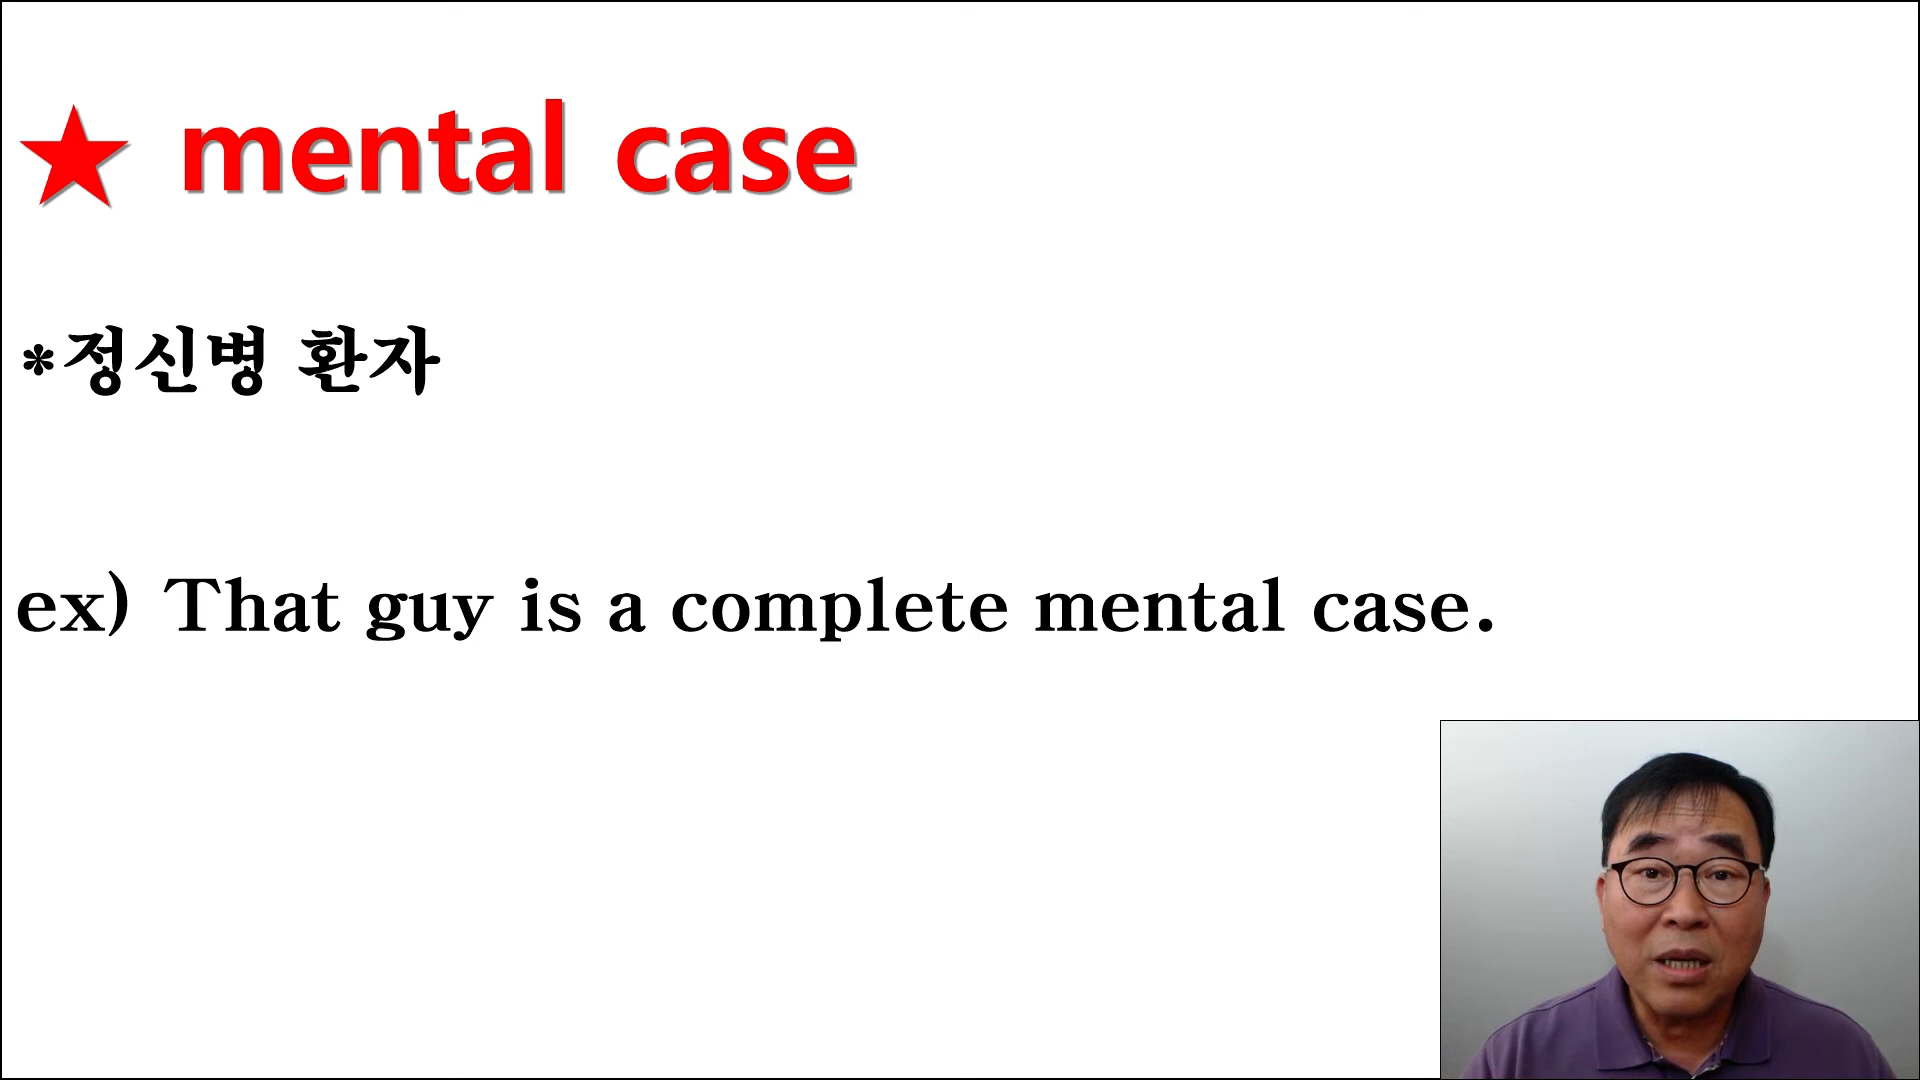 ★ mental case
*정신병 환자
ex) That guy is a complete mental case.